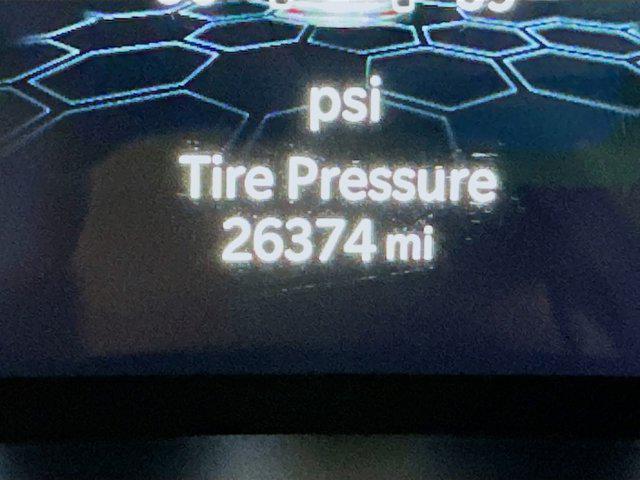 psi
Tire Pressure
26374 mi